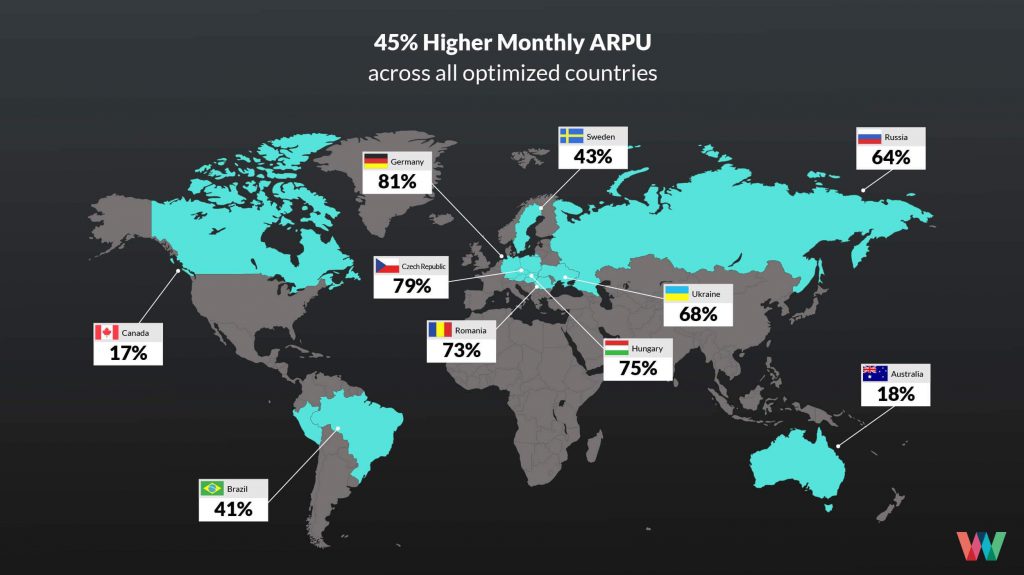 45% Higher Monthly ARPU
across all optimized countries
Sweden
43%
Russia
64%
Germany
81%
Czech Republic
79%
Ukraine
68%
Romania
73%
Hungary
75%
Canada
17%
Australia
18%
Brazil
41%